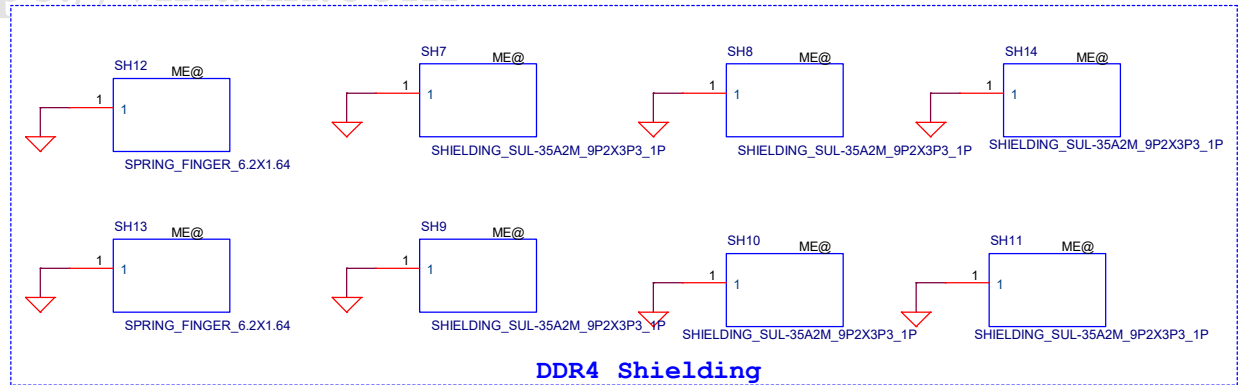 SH12
ME@
1
1
SPRING_FINGER_6.2X1.64
SH7
ME@
1
1
SHIELDING_SUL-35A2M_9P2X3P3_1P
SH8
ME@
1
1
SHIELDING_SUL-35A2M_9P2X3P3_1P
SH14
ME@
1
1
SHIELDING_SUL-35A2M_9P2X3P3_1P
SH13
ME@
1
1
SPRING_FINGER_6.2X1.64
SH9
ME@
1
1
SHIELDING_SUL-35A2M_9P2X3P3_1P
SH10
ME@
1
1
SHIELDING_SUL-35A2M_9P2X3P3_1P
SH11
ME@
1
1
SHIELDING_SUL-35A2M_9P2X3P3_1P
DDR4 Shielding